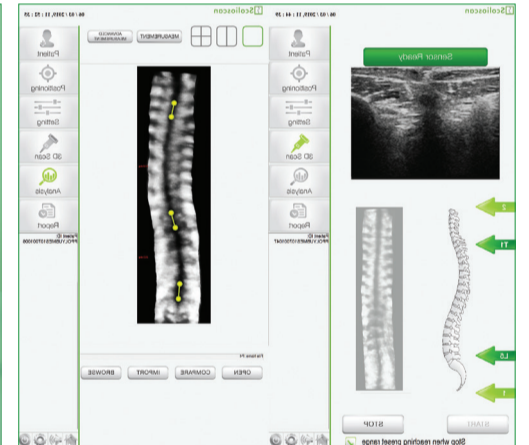 Scolioscan
Sensor Ready
Z
T1
L5
1
START
STOP
Stop when reaching preset range
Patient
Positioning
Setting
3D Scan
Analysis
Report
Patient ID
Scolioscan
MEASUREMENT
ADVANCED MEASUREMENT
OPEN
COMPARE
IMPORT
BROWSE
Patient
Positioning
Setting
3D Scan
Analysis
Report
Patient ID